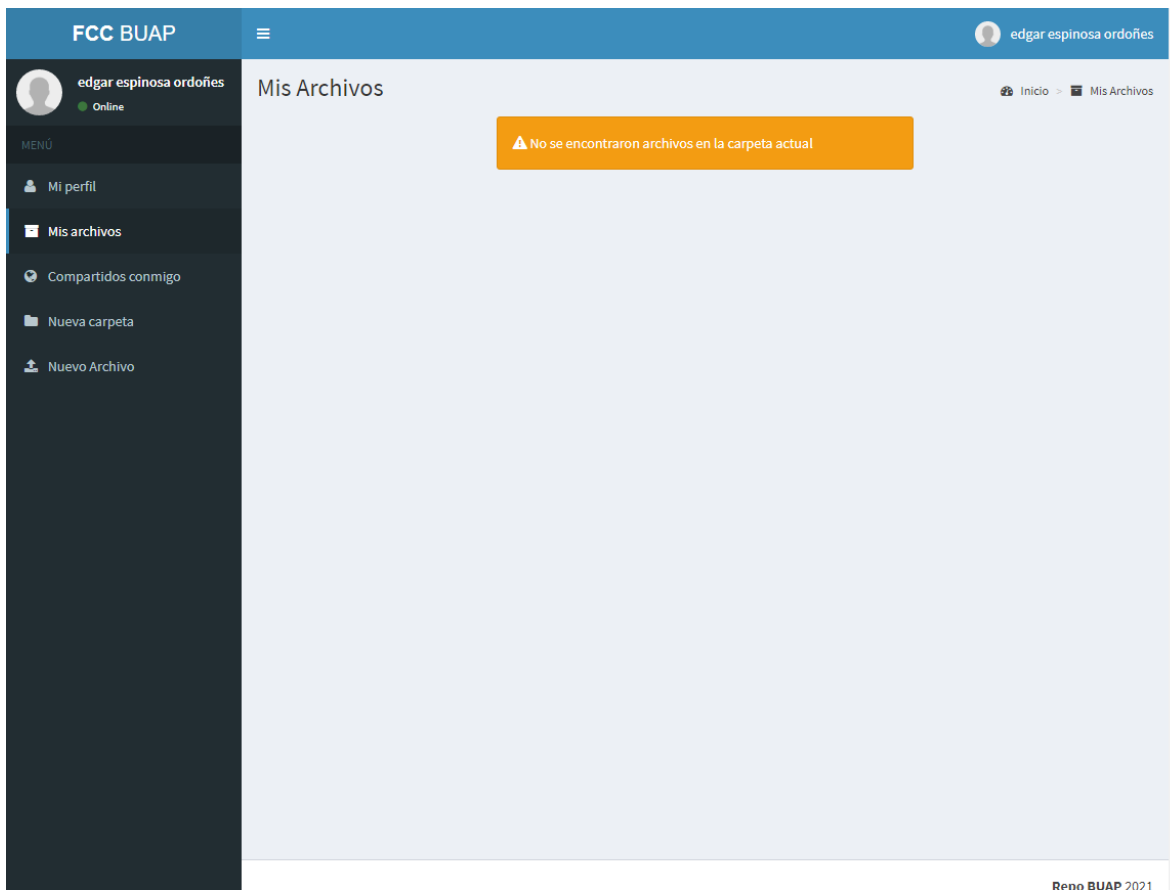 FCC BUAP
edgar espinosa ordoñes
edgar espinosa ordoñes
Online
MENÚ
Mi perfil
Mis archivos
Compartidos conmigo
Nueva carpeta
Nuevo Archivo
Mis Archivos
Inicio > Mis Archivos
No se encontraron archivos en la carpeta actual
Repo BUAP 2021